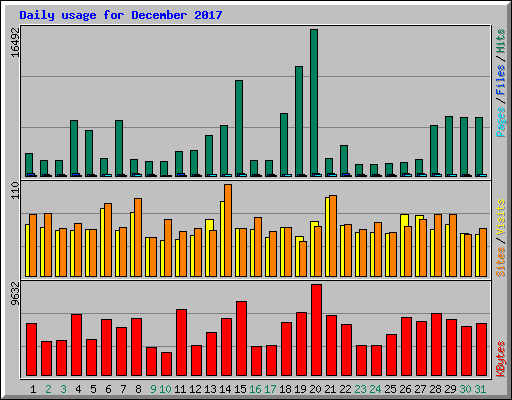 Daily usage for December 2017
16492
Pages / Files / Hits
110
Sites / Visits
9632
KBytes
1 2 3 4 5 6 7 8 9 10 11 12 13 14 15 16 17 18 19 20 21 22 23 24 25 26 27 28 29 30 31